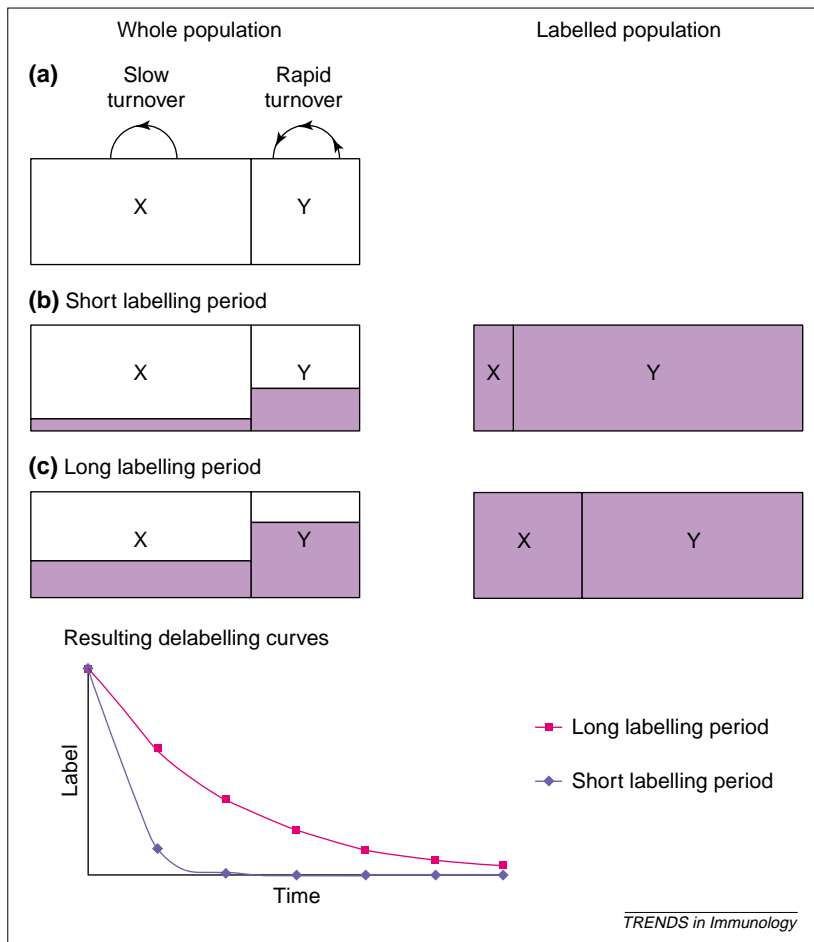 Whole population
Labelled population
(a)
Slow turnover
Rapid turnover
X
Y
(b) Short labelling period
X
Y
X
Y
(c) Long labelling period
X
Y
X
Y
Resulting delabelling curves
Label
Time
Long labelling period
Short labelling period
TRENDS in Immunology